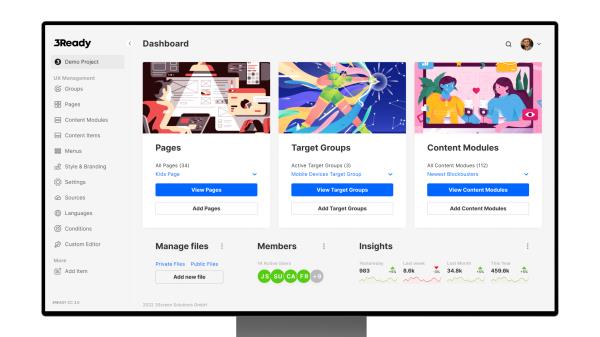 3Ready
Dashboard
Demo Project
UX Management
Groups
Pages
Content Modules
Content Items
Menus
Style & Branding
Settings
Sources
Languages
Conditions
Custom Editor
More
Add Item
3READY CC 3.0
Pages
All Pages (34)
Kids Page
View Pages
Add Pages
Target Groups
Active Target Groups (3)
Mobile Devices Target Group
View Target Groups
Add Target Groups
Content Modules
All Content Modues (112)
Newest Blockbusters
View Content Modules
Add Content Modules
Manage files
Private Files Public Files
Add new file
Members
14 Active Users
JS SU CA FR +9
Insights
Yesterday Last week Last Month This Year
983 8.6k 34.8k 459.6k
2022 3Screen Solutions GmbH